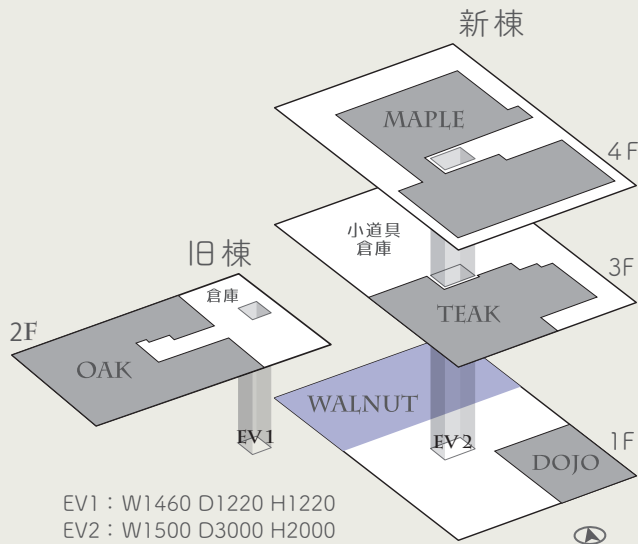 新棟
MAPLE
4F
小道具
倉庫
3F
TEAK
旧棟
倉庫
2F
OAK
WALNUT
EV1
EV2
1F
DOJO
EV1：W1460 D1220 H1220
EV2：W1500 D3000 H2000